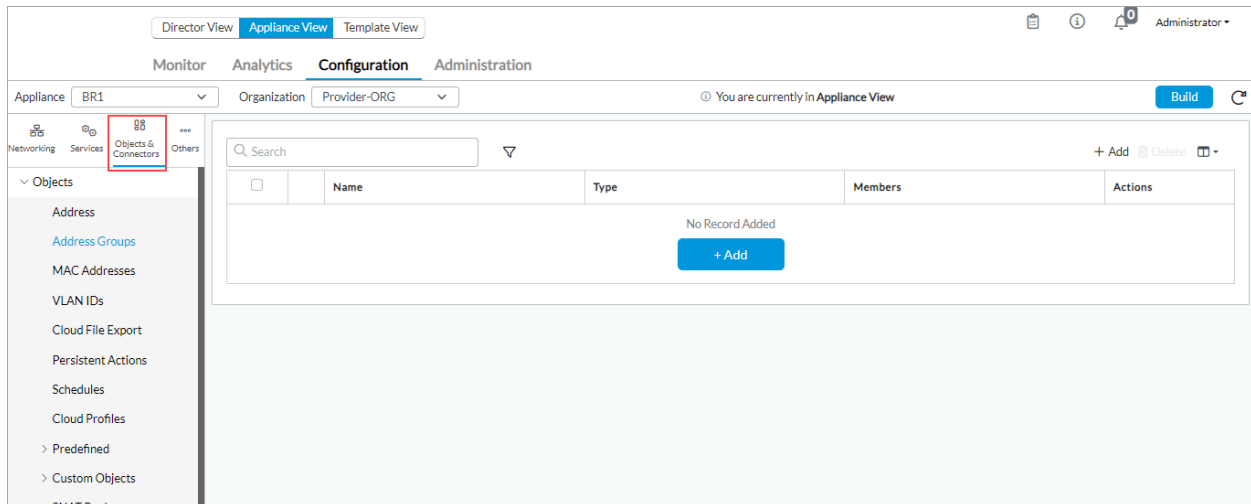 Director View Appliance View Template View
0
Administrator
Monitor Analytics Configuration Administration
Appliance BR1 Organization Provider-ORG You are currently in Appliance View Build
Networking Services Objects & Connectors Others
Search + Add Delete
Objects
Name Type Members Actions
Address
No Record Added
Address Groups
+ Add
MAC Addresses
VLAN IDs
Cloud File Export
Persistent Actions
Schedules
Cloud Profiles
Predefined
Custom Objects